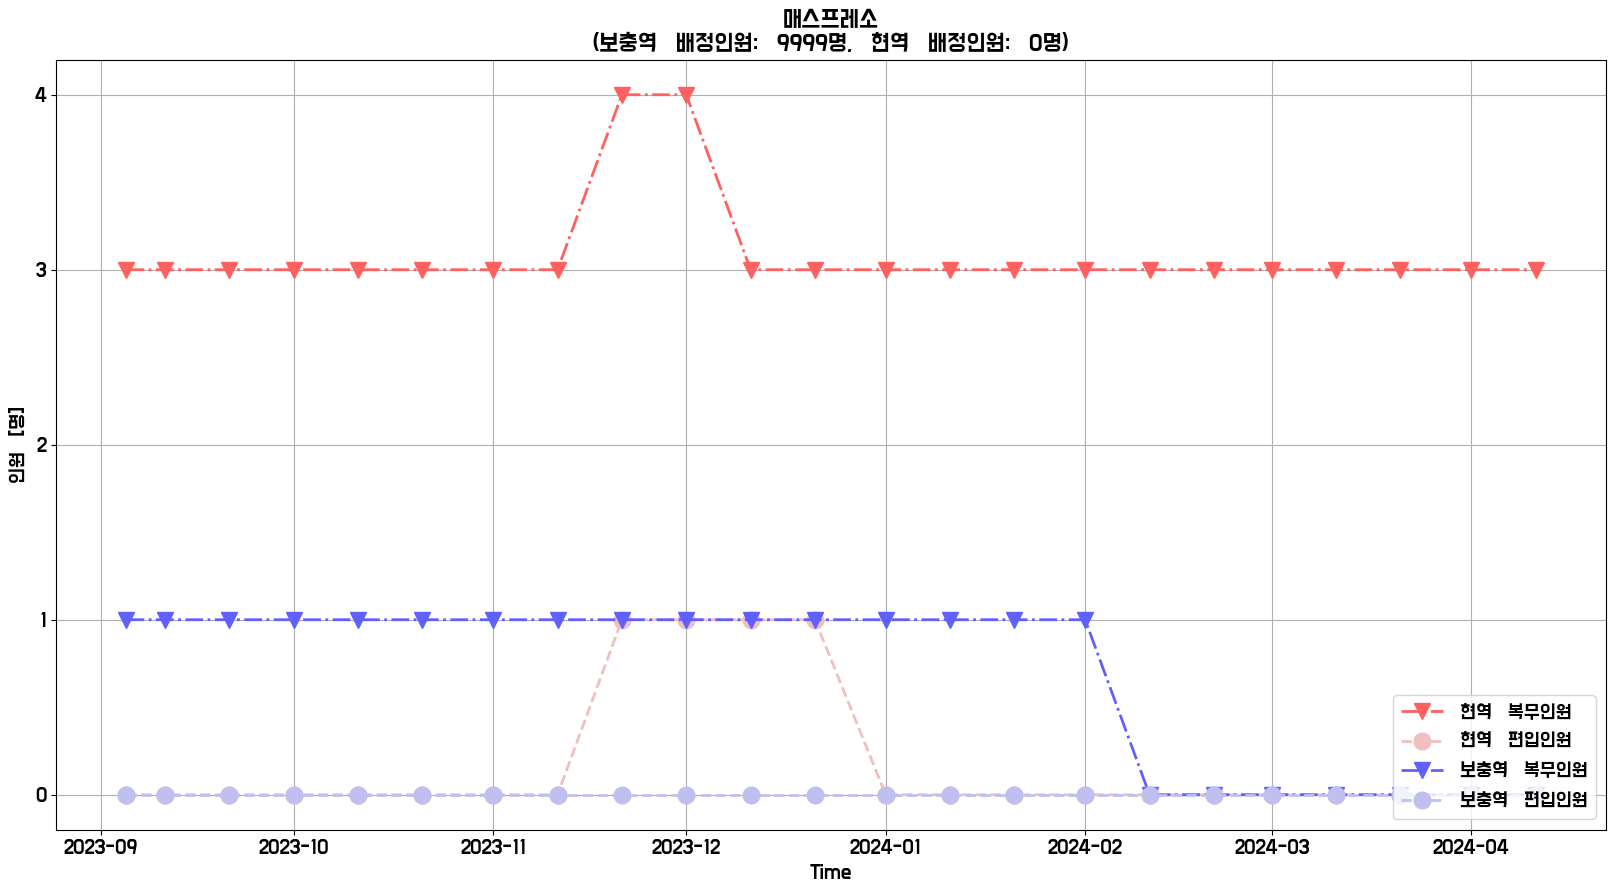 매스프레소
(보충역 배정인원: 9999명, 현역 배정인원: 0명)
인원 [명]
4
3
2
1
0
2023-09 2023-10 2023-11 2023-12 2024-01 2024-02 2024-03 2024-04
Time
현역 복무인원
현역 편입인원
보충역 복무인원
보충역 편입인원